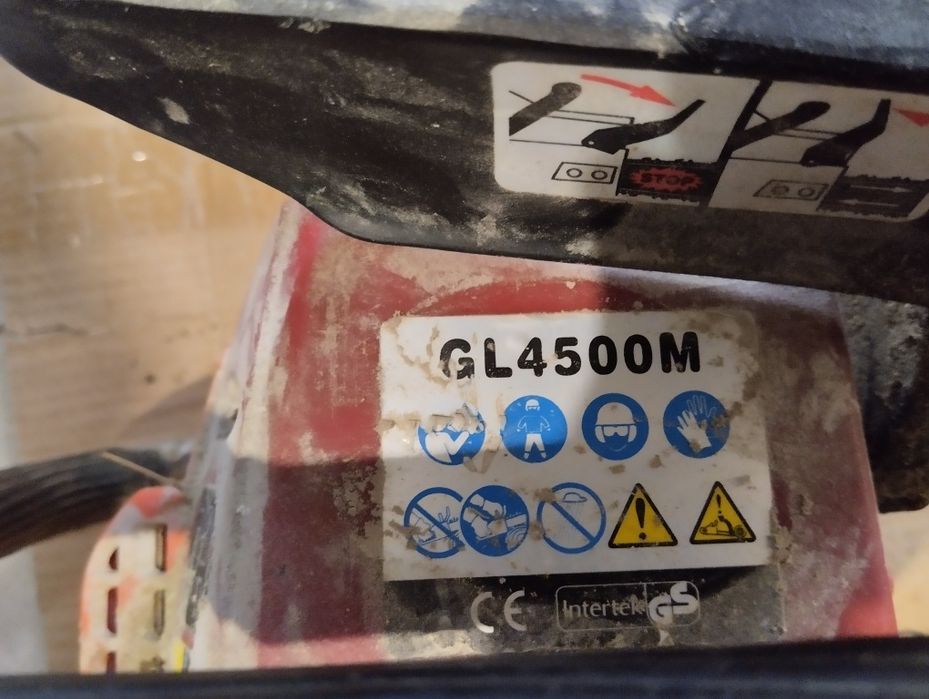 STOP
GL4500M
CE Intertek GS